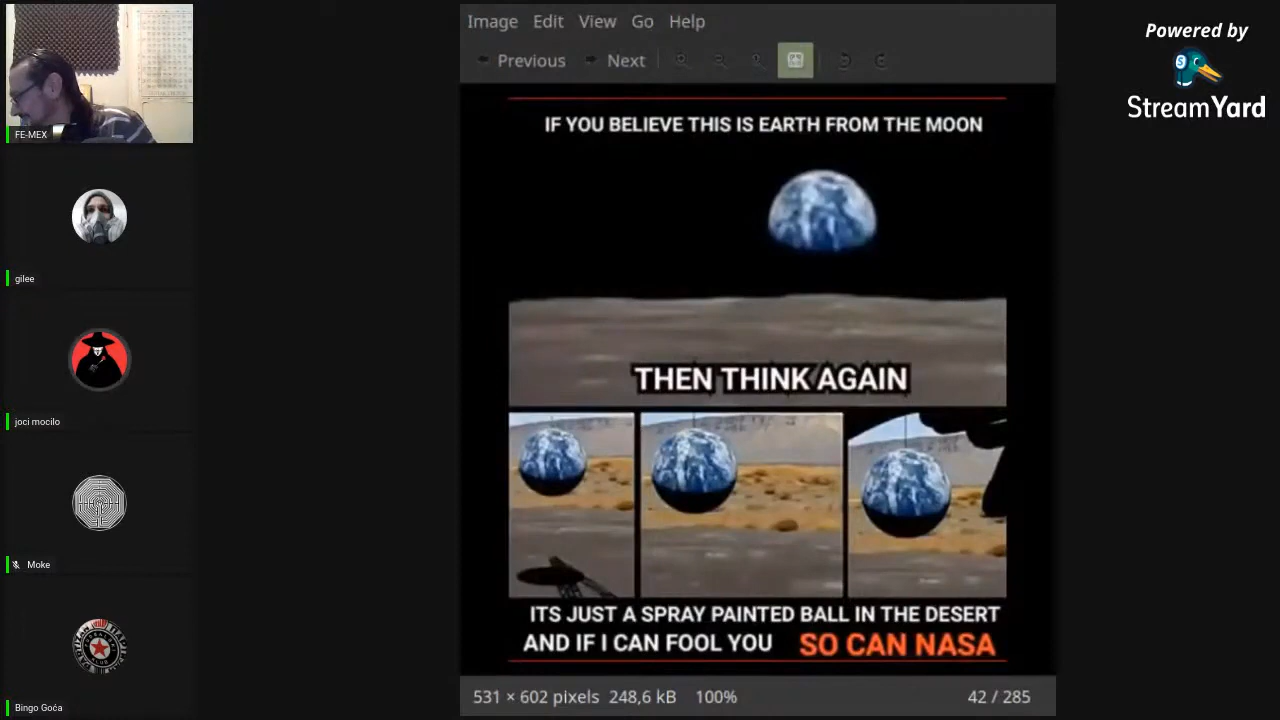 Image Edit View Go Help
Previous Next
Powered by
StreamYard
IF YOU BELIEVE THIS IS EARTH FROM THE MOON
THEN THINK AGAIN
ITS JUST A SPRAY PAINTED BALL IN THE DESERT
AND IF I CAN FOOL YOU SO CAN NASA
531 × 602 pixels 248,6 kB 100% 42 / 285
FE-MEX
gilee
joci mocilo
Moke
Bingo Goća